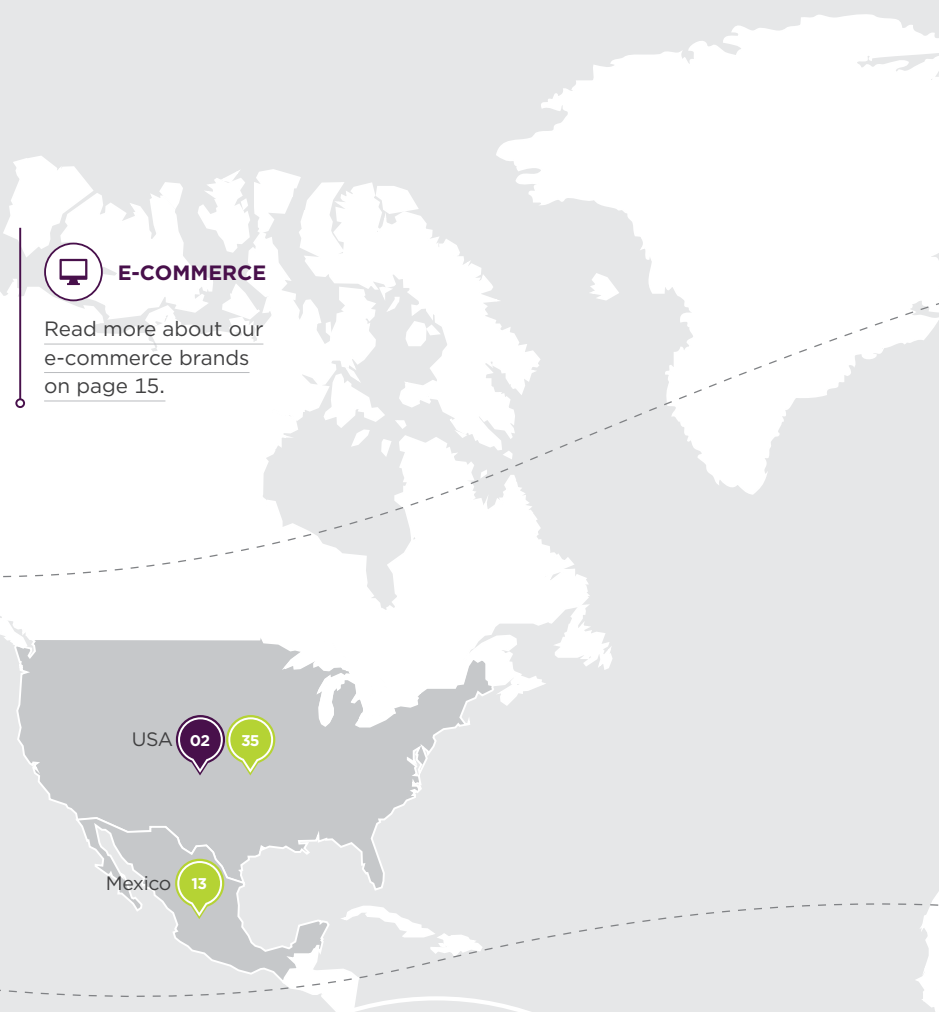 E-COMMERCE
Read more about our
e-commerce brands
on page 15.
USA 02 35
Mexico 13